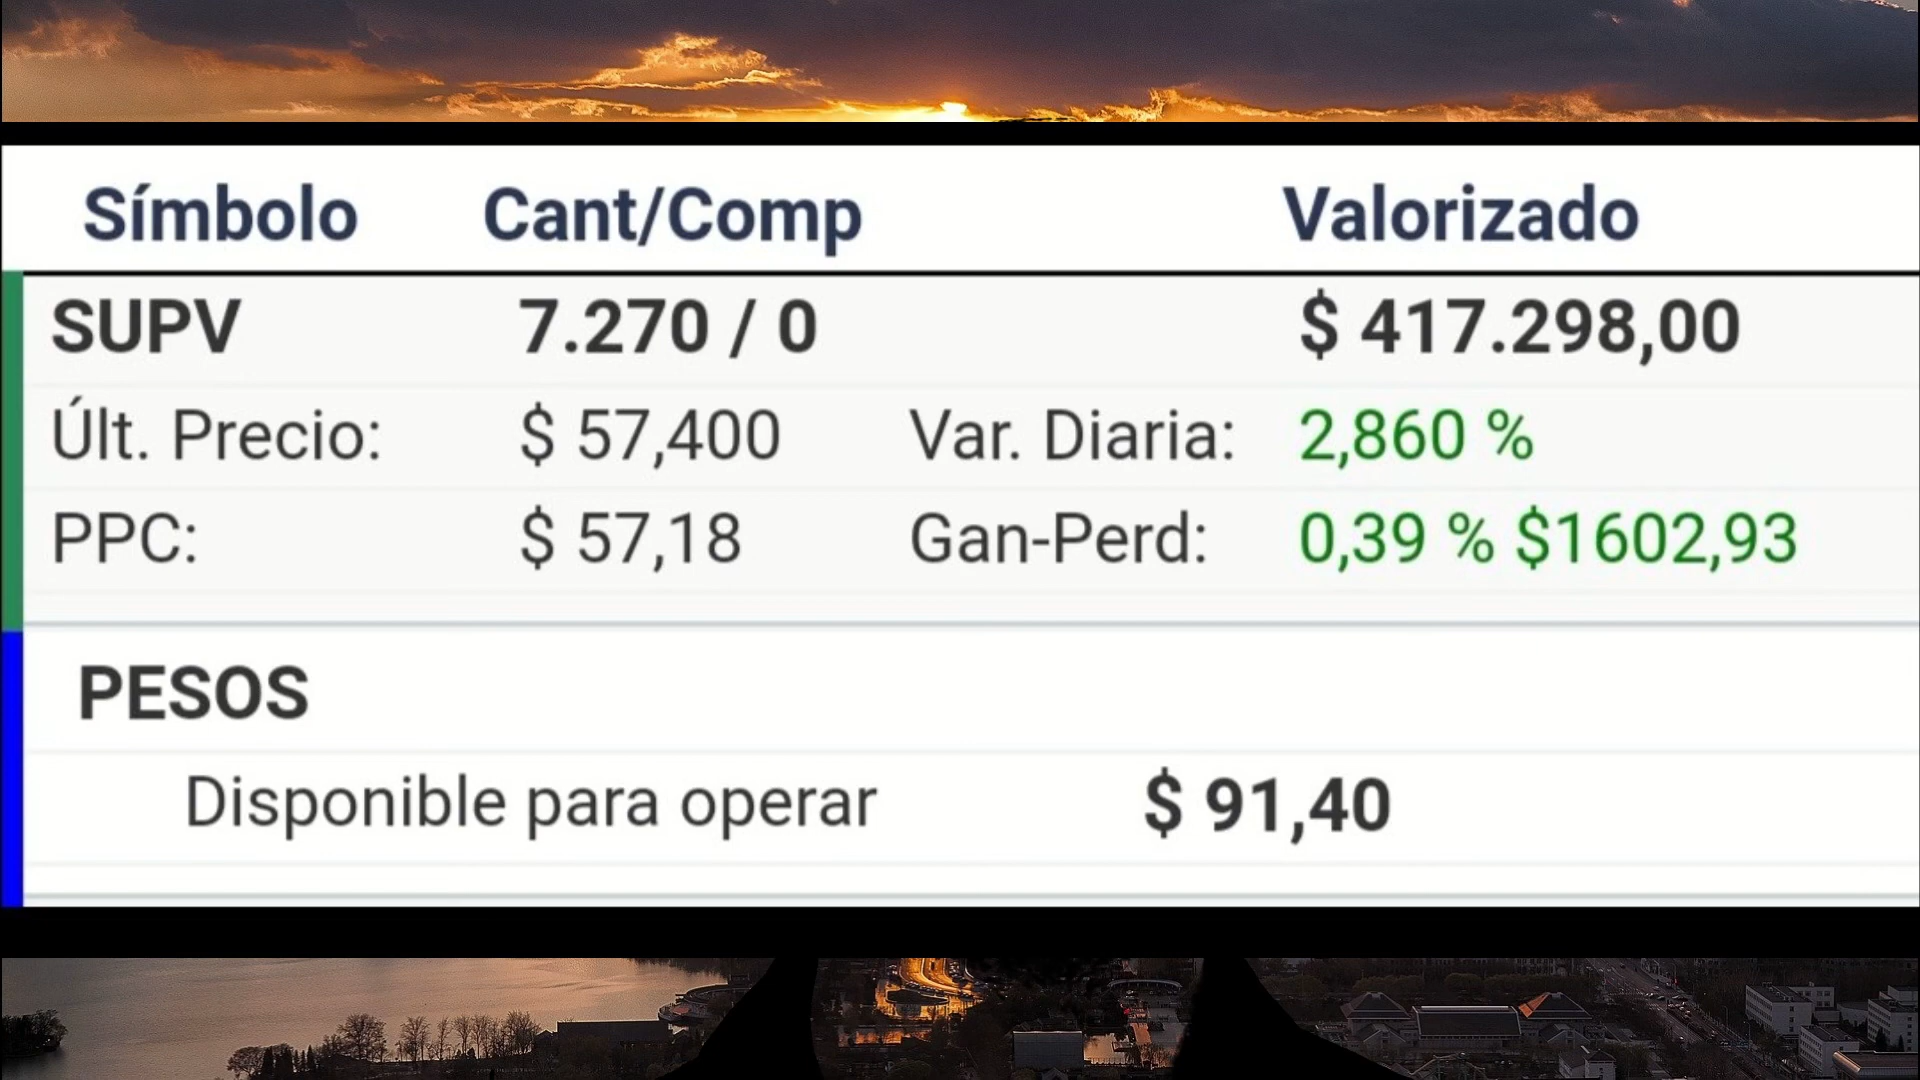 Símbolo Cant/Comp Valorizado
SUPV 7.270 / 0 $ 417.298,00
Últ. Precio: $ 57,400 Var. Diaria: 2,860 %
PPC: $ 57,18 Gan-Perd: 0,39 % $1602,93
PESOS
Disponible para operar $ 91,40